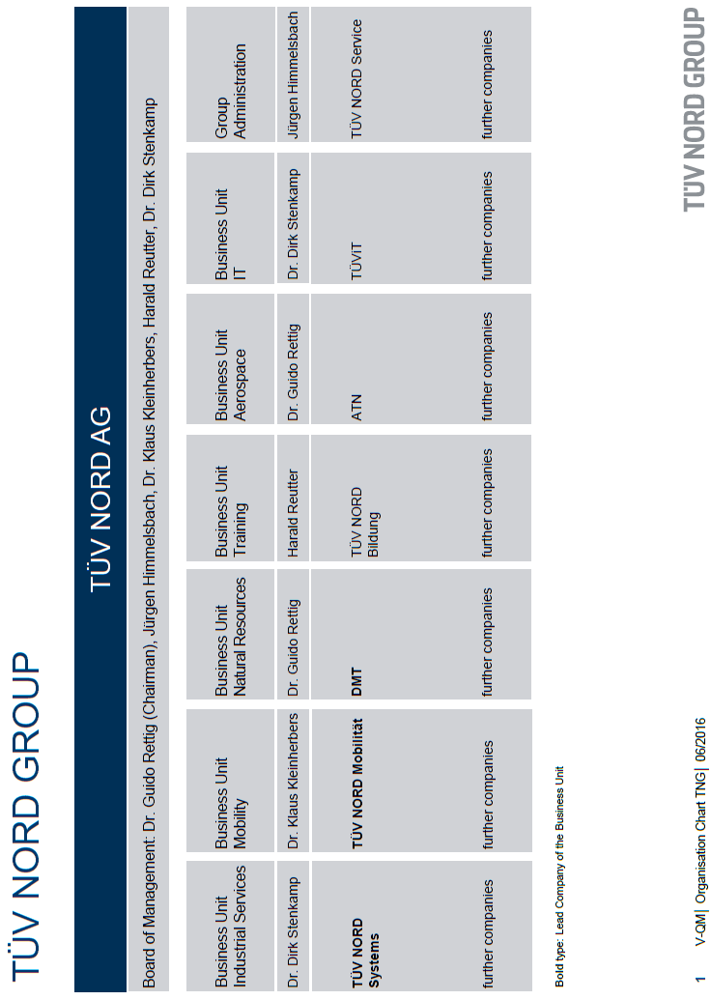 TÜV NORD GROUP
TÜV NORD AG
Board of Management: Dr. Guido Rettig (Chairman), Jürgen Himmelsbach, Dr. Klaus Kleinherbers, Harald Reutter, Dr. Dirk Stenkamp
Business Unit
Industrial Services
Dr. Dirk Stenkamp
TÜV NORD
Systems
further companies
Business Unit
Mobility
Dr. Klaus Kleinherbers
TÜV NORD Mobilität
further companies
Business Unit
Natural Resources
Dr. Guido Rettig
DMT
further companies
Business Unit
Training
Harald Reutter
TÜV NORD
Bildung
further companies
Business Unit
Aerospace
Dr. Guido Rettig
ATN
further companies
Business Unit
IT
Dr. Dirk Stenkamp
TÜViT
further companies
Group
Administration
Jürgen Himmelsbach
TÜV NORD Service
further companies
Bold type: Lead Company of the Business Unit
1 V-QM| Organisation Chart TNG| 06/2016
TÜV NORD GROUP